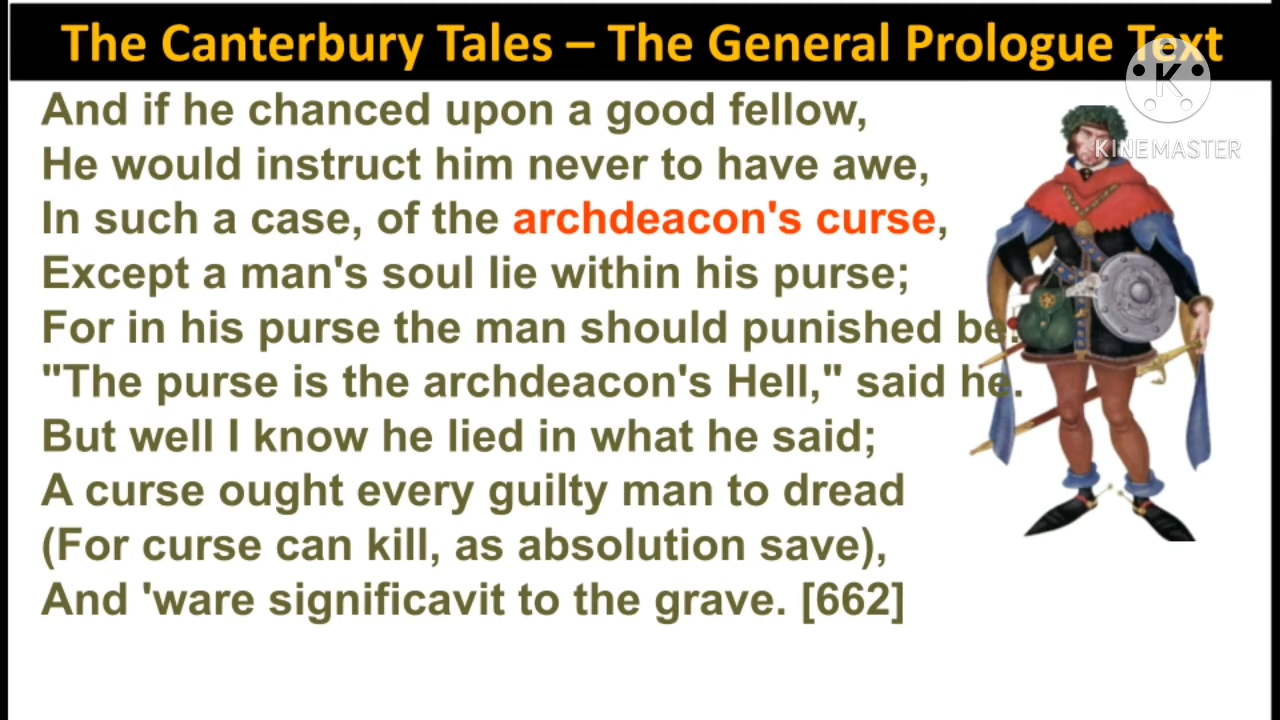 The Canterbury Tales – The General Prologue Text
K
KINEMASTER
And if he chanced upon a good fellow,
He would instruct him never to have awe,
In such a case, of the archdeacon's curse,
Except a man's soul lie within his purse;
For in his purse the man should punished be.
"The purse is the archdeacon's Hell," said he.
But well I know he lied in what he said;
A curse ought every guilty man to dread
(For curse can kill, as absolution save),
And 'ware significavit to the grave. [662]